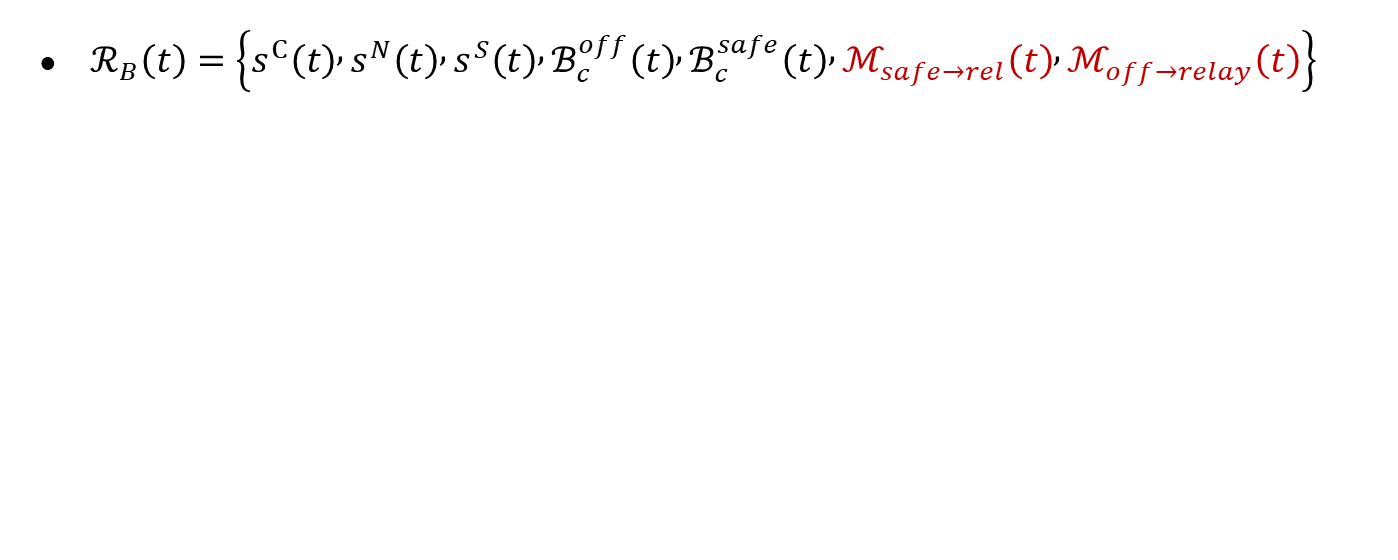 • ℛ_B(t) = {s^C(t), s^N(t), s^S(t), ℬ_c^{off}(t), ℬ_c^{safe}(t), ℳ_{safe→rel}(t), ℳ_{off→relay}(t)}